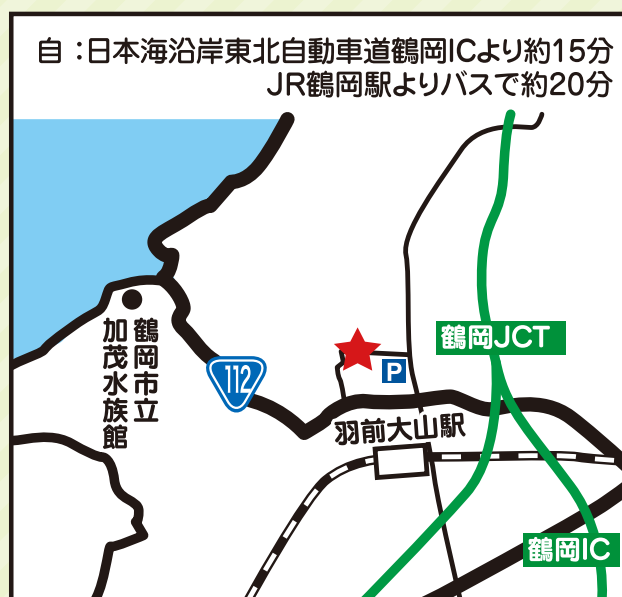 自：日本海沿岸東北自動車道鶴岡ICより約15分
JR鶴岡駅よりバスで約20分
鶴岡JCT
鶴岡市立
加茂水族館
112
P
羽前大山駅
鶴岡IC